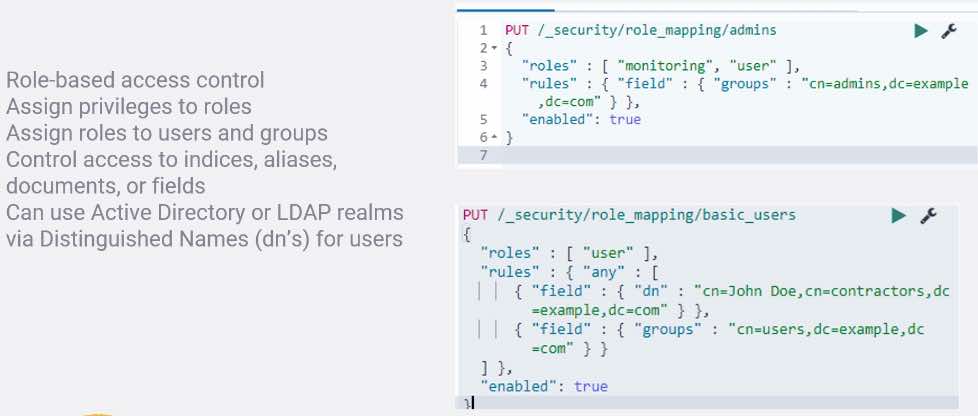 Role-based access control
Assign privileges to roles
Assign roles to users and groups
Control access to indices, aliases,
documents, or fields
Can use Active Directory or LDAP realms
via Distinguished Names (dn's) for users
1 PUT /_security/role_mapping/admins
2 {
3 "roles" : [ "monitoring", "user" ],
4 "rules" : { "field" : { "groups" : "cn=admins,dc=example
,dc=com" } },
5 "enabled": true
6 }
7
PUT /_security/role_mapping/basic_users
{
"roles" : [ "user" ],
"rules" : { "any" : [
{ "field" : { "dn" : "cn=John Doe,cn=contractors,dc
=example,dc=com" } },
{ "field" : { "groups" : "cn=users,dc=example,dc
=com" } }
] },
"enabled": true
}